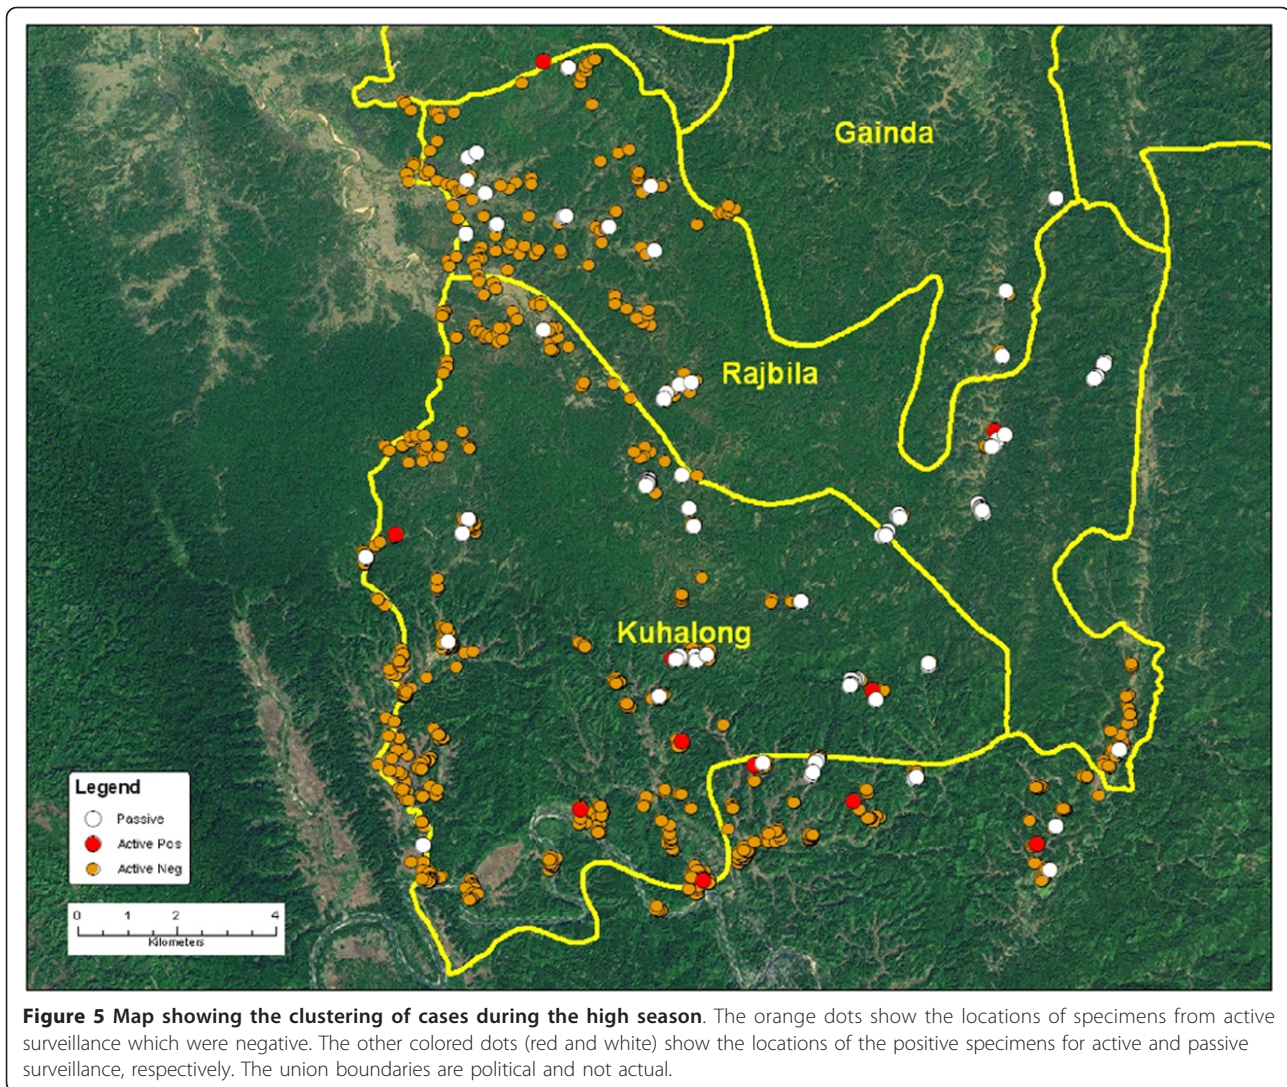 Gainda
Rajbila
Kuhalong
Legend
Passive
Active Pos
Active Neg
0 1 2 4
Kilometers
Figure 5 Map showing the clustering of cases during the high season. The orange dots show the locations of specimens from active
surveillance which were negative. The other colored dots (red and white) show the locations of the positive specimens for active and passive
surveillance, respectively. The union boundaries are political and not actual.